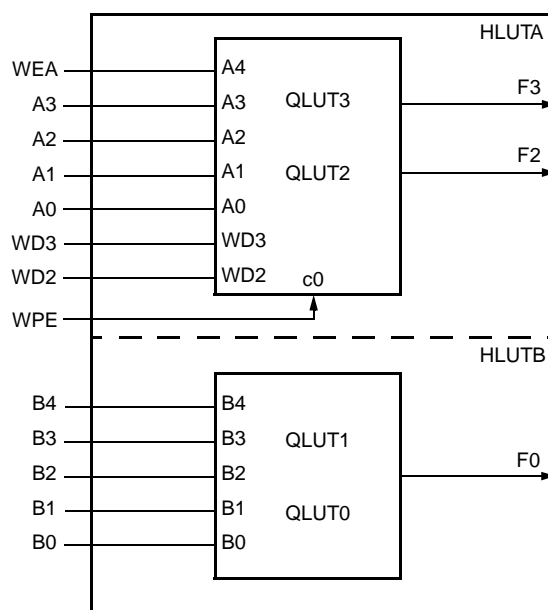 HLUTA
WEA A4
A3 A3 QLUT3 F3
A2 A2
A1 A1 QLUT2 F2
A0 A0
WD3 WD3
WD2 WD2 c0
WPE
HLUTB
B4 B4
B3 B3 QLUT1
B2 B2 F0
B1 B1 QLUT0
B0 B0